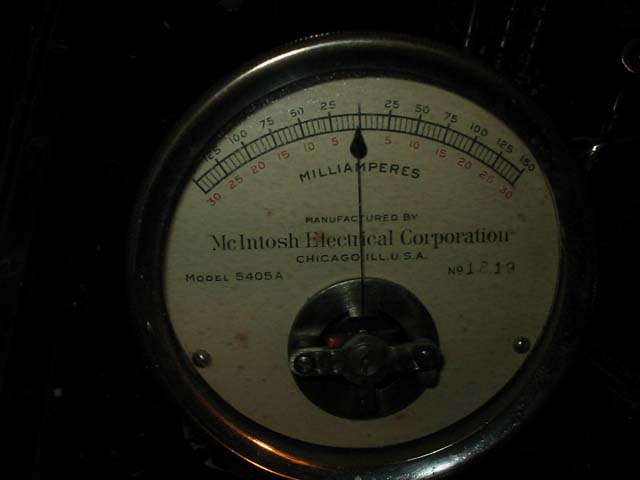 125 100 75 50 25 25 50 75 100 125 150
30 25 20 15 10 5 5 10 15 20 25 30
MILLIAMPERES
MANUFACTURED BY
McIntosh Electrical Corporation
CHICAGO ILL. U.S.A.
MODEL 5405A
No 1819